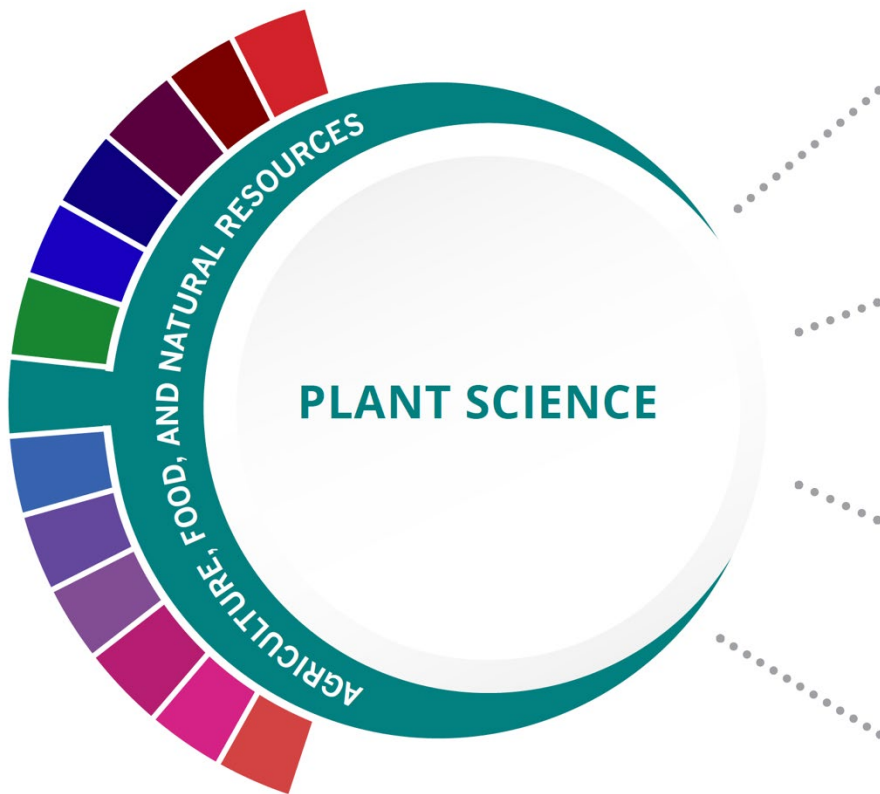 AGRICULTURE, FOOD, AND NATURAL RESOURCES
PLANT SCIENCE